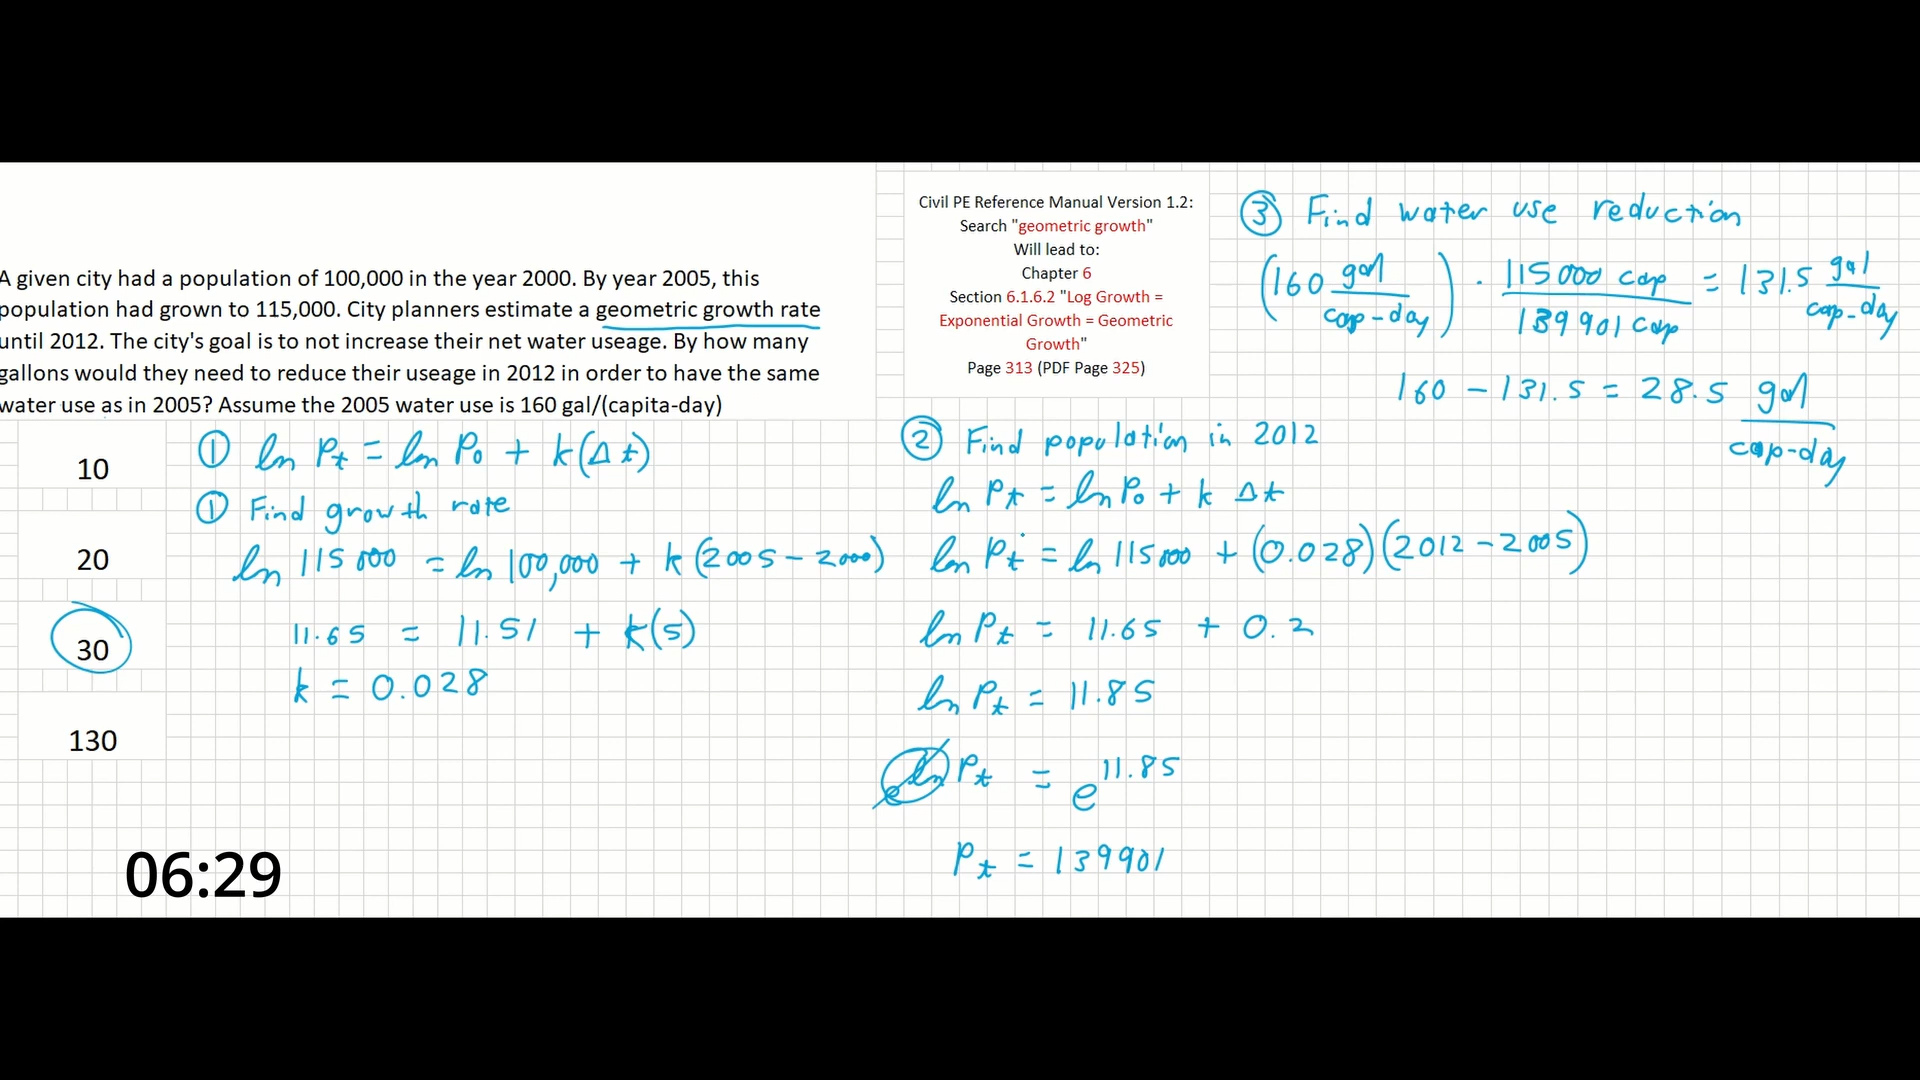 A given city had a population of 100,000 in the year 2000. By year 2005, this
population had grown to 115,000. City planners estimate a geometric growth rate
until 2012. The city's goal is to not increase their net water useage. By how many
gallons would they need to reduce their useage in 2012 in order to have the same
water use as in 2005? Assume the 2005 water use is 160 gal/(capita-day)
10
20
30
130
06:29
① ln Pt = ln P₀ + k(Δt)
① Find growth rate
ln 115000 = ln 100,000 + k(2005-2000)
11.65 = 11.51 + k(5)
k = 0.028
Civil PE Reference Manual Version 1.2:
Search "geometric growth"
Will lead to:
Chapter 6
Section 6.1.6.2 "Log Growth =
Exponential Growth = Geometric
Growth"
Page 313 (PDF Page 325)
② Find population in 2012
ln Pt = ln P₀ + k Δt
ln Pt = ln 115000 + (0.028)(2012-2005)
ln Pt = 11.65 + 0.2
ln Pt = 11.85
e ln Pt = e^11.85
Pt = 139901
③ Find water use reduction
(160 gal/cap-day) · 115000 cap/139901 cap = 131.5 gal/cap-day
160 - 131.5 = 28.5 gal/cap-day